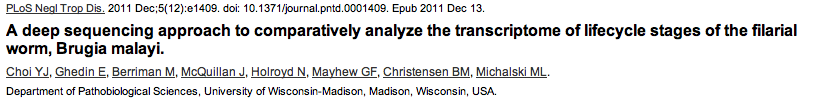 PLoS Negl Trop Dis. 2011 Dec;5(12):e1409. doi: 10.1371/journal.pntd.0001409. Epub 2011 Dec 13.
A deep sequencing approach to comparatively analyze the transcriptome of lifecycle stages of the filarial
worm, Brugia malayi.
Choi YJ, Ghedin E, Berriman M, McQuillan J, Holroyd N, Mayhew GF, Christensen BM, Michalski ML.
Department of Pathobiological Sciences, University of Wisconsin-Madison, Madison, Wisconsin, USA.